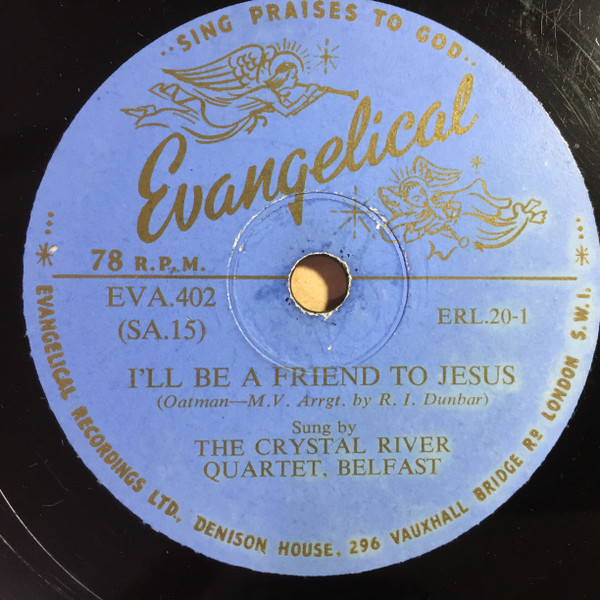 ..SING PRAISES TO GOD..
Evangelical
78 R.P.M.
EVA.402
(SA.15)
ERL.20-1
I'LL BE A FRIEND TO JESUS
(Oatman—M.V. Arrgt. by R. I. Dunbar)
Sung by
THE CRYSTAL RIVER
QUARTET, BELFAST
EVANGELICAL RECORDINGS LTD., DENISON HOUSE, 296 VAUXHALL BRIDGE RD LONDON S.W.1.